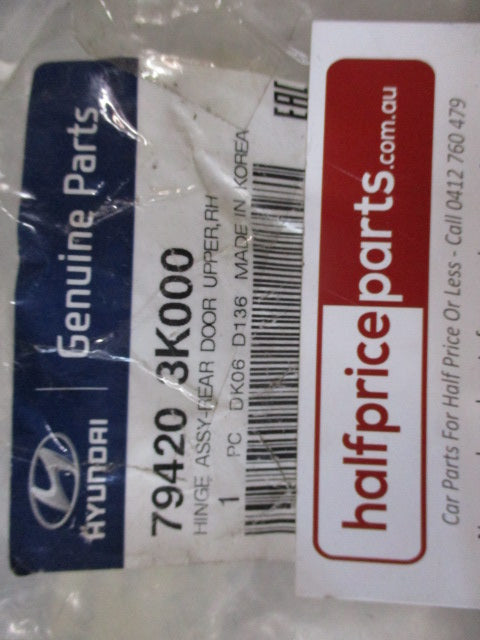 HYUNDAI | Genuine Parts
79420 3K000
HINGE ASSY-REAR DOOR UPPER,RH
1 PC DK06 D136 MADE IN KOREA
EAC
halfpriceparts.com.au
Car Parts For Half Price Or Less - Call 0412 760 479